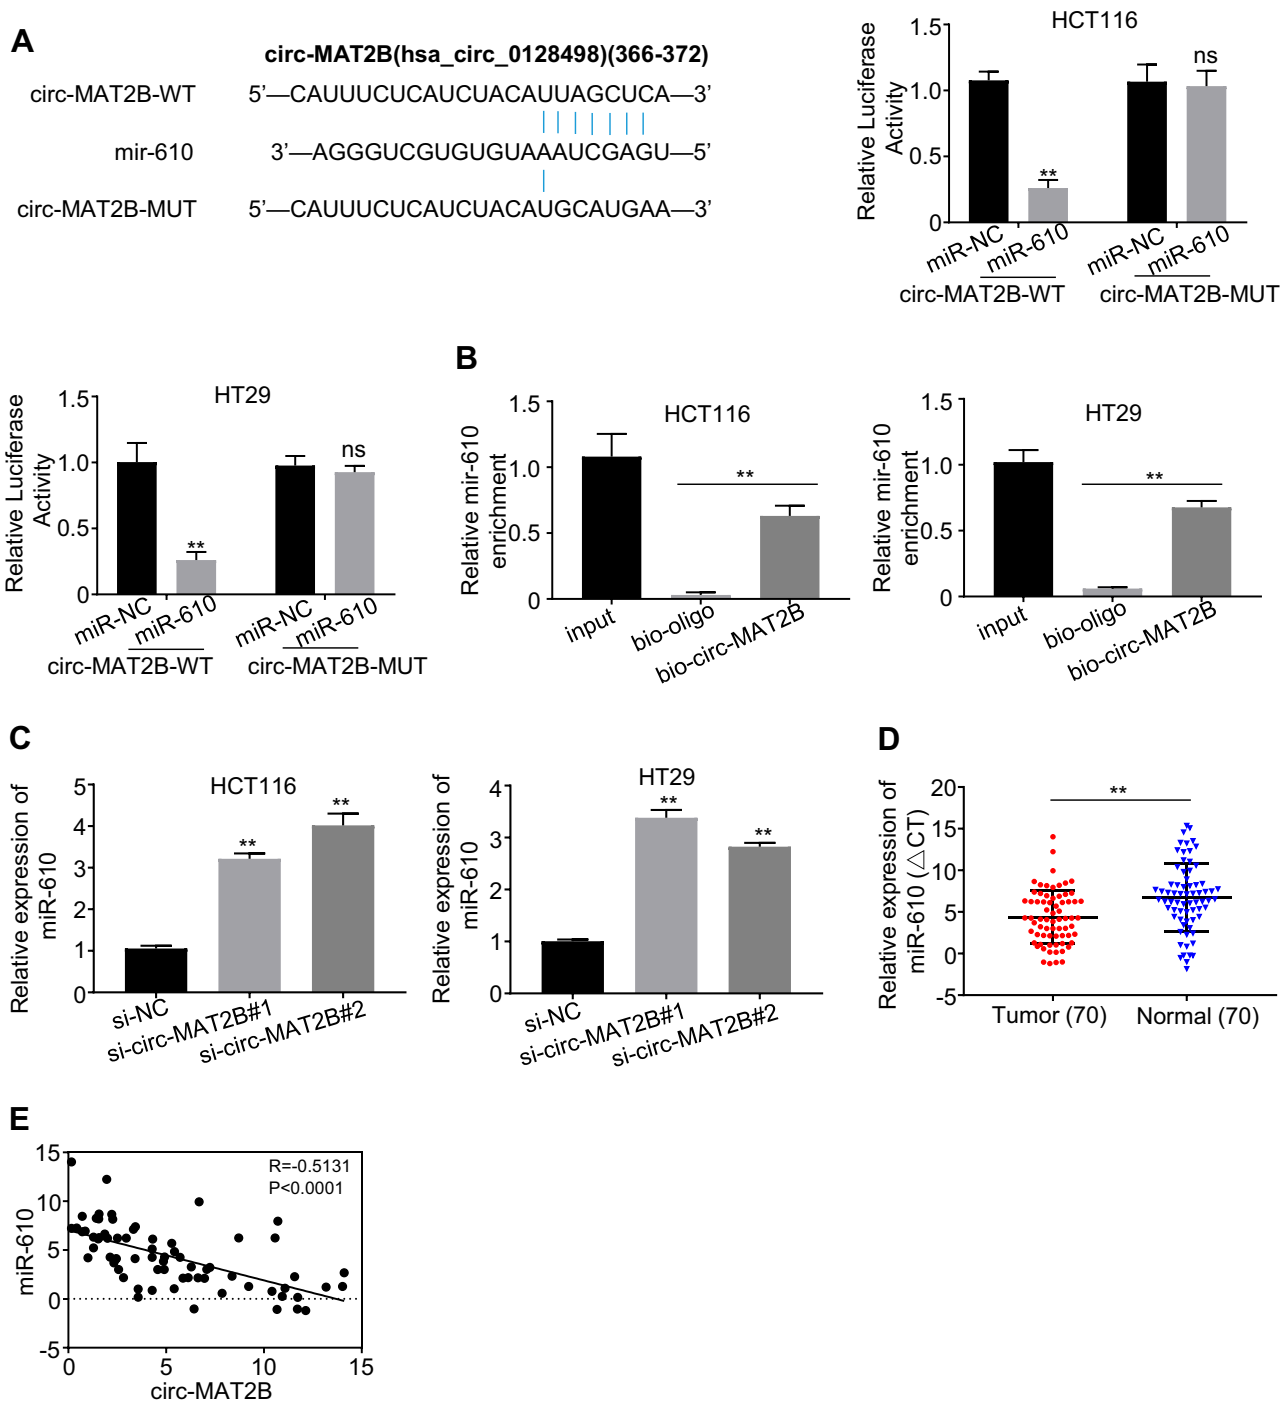 A
circ-MAT2B(hsa_circ_0128498)(366-372)
circ-MAT2B-WT 5’—CAUUUCUCAUCUACAUUAGCUCA—3’
mir-610 3’—AGGGUCGUGUGUAAAUCGAGU—5’
circ-MAT2B-MUT 5’—CAUUUCUCAUCUACAUGCAUGAA—3’
HCT116
Relative Luciferase
Activity
1.5
1.0
0.5
0
**
ns
miR-NC miR-610 miR-NC miR-610
circ-MAT2B-WT circ-MAT2B-MUT
HT29
Relative Luciferase
Activity
1.5
1.0
0.5
0
**
ns
miR-NC miR-610 miR-NC miR-610
circ-MAT2B-WT circ-MAT2B-MUT
B
HCT116
Relative mir-610
enrichment
1.5
1.0
0.5
0
**
input bio-oligo bio-circ-MAT2B
HT29
Relative mir-610
enrichment
1.5
1.0
0.5
0
**
input bio-oligo bio-circ-MAT2B
C
HCT116
Relative expression of
miR-610
5
4
3
2
1
0
**
**
si-NC si-circ-MAT2B#1 si-circ-MAT2B#2
HT29
Relative expression of
miR-610
4
3
2
1
0
**
**
si-NC si-circ-MAT2B#1 si-circ-MAT2B#2
D
Relative expression of
miR-610 (△CT)
20
15
10
5
0
-5
**
Tumor (70) Normal (70)
E
miR-610
15
10
5
0
-5
R=-0.5131
P<0.0001
0 5 10 15
circ-MAT2B